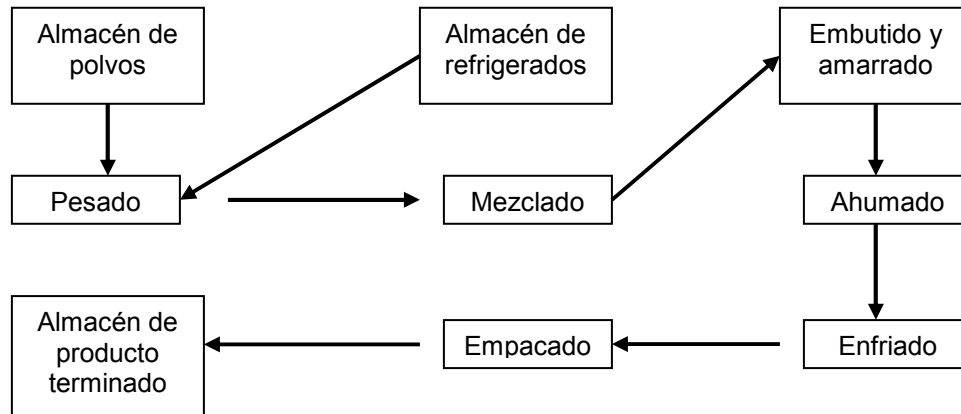 Almacén de
polvos
Almacén de
refrigerados
Embutido y
amarrado
Pesado
Mezclado
Ahumado
Almacén de
producto
terminado
Empacado
Enfriado